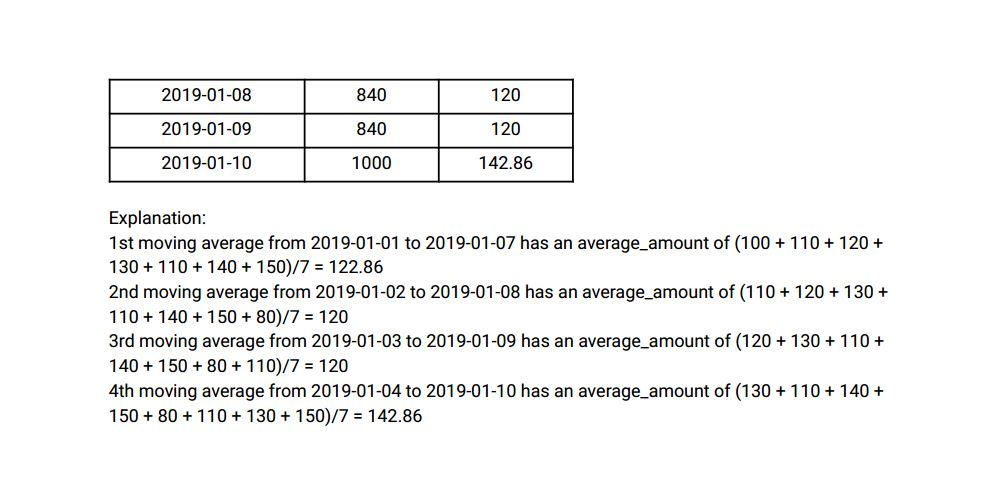 2019-01-08 840 120
2019-01-09 840 120
2019-01-10 1000 142.86
Explanation:
1st moving average from 2019-01-01 to 2019-01-07 has an average_amount of (100 + 110 + 120 +
130 + 110 + 140 + 150)/7 = 122.86
2nd moving average from 2019-01-02 to 2019-01-08 has an average_amount of (110 + 120 + 130 +
110 + 140 + 150 + 80)/7 = 120
3rd moving average from 2019-01-03 to 2019-01-09 has an average_amount of (120 + 130 + 110 +
140 + 150 + 80 + 110)/7 = 120
4th moving average from 2019-01-04 to 2019-01-10 has an average_amount of (130 + 110 + 140 +
150 + 80 + 110 + 130 + 150)/7 = 142.86